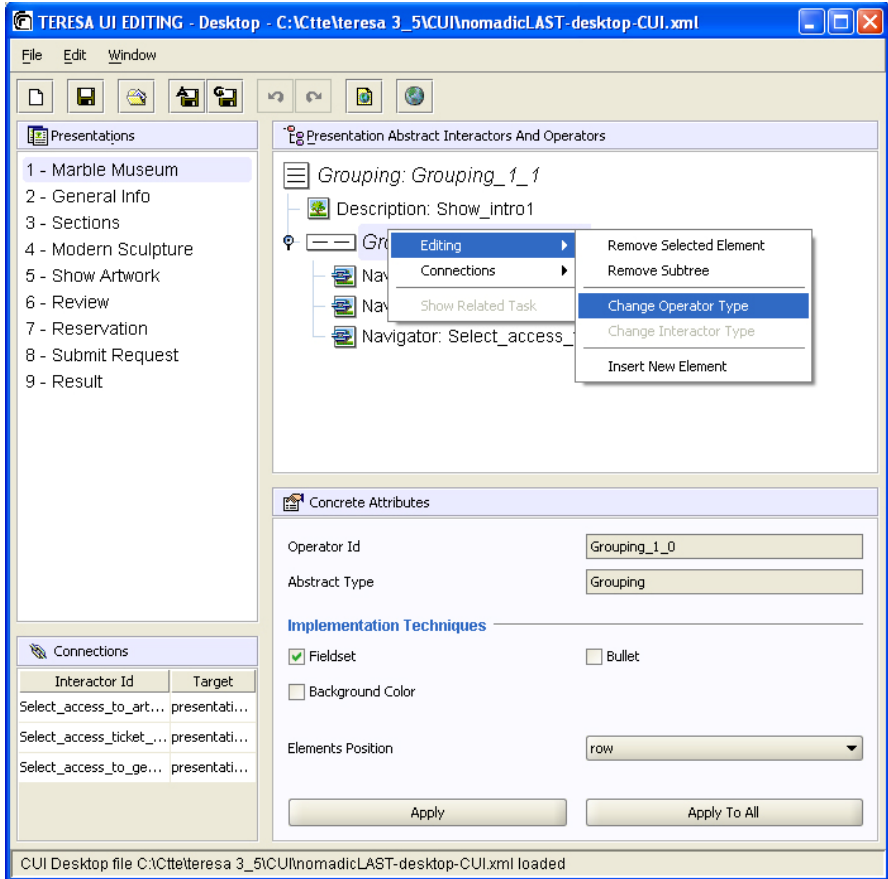 TERESA UI EDITING - Desktop - C:\Ctte\teresa 3_5\CUI\nomadicLAST-desktop-CUI.xml
File Edit Window
Presentations
1 - Marble Museum
2 - General Info
3 - Sections
4 - Modern Sculpture
5 - Show Artwork
6 - Review
7 - Reservation
8 - Submit Request
9 - Result
Presentation Abstract Interactors And Operators
Grouping: Grouping_1_1
Description: Show_intro1
Editing
Connections
Show Related Task
Navigator: Select_access_
Remove Selected Element
Remove Subtree
Change Operator Type
Change Interactor Type
Insert New Element
Connections
Interactor Id Target
Select_access_to_art... presentati...
Select_access_ticket_... presentati...
Select_access_to_ge... presentati...
Concrete Attributes
Operator Id Grouping_1_0
Abstract Type Grouping
Implementation Techniques
Fieldset Bullet
Background Color
Elements Position row
Apply Apply To All
CUI Desktop file C:\Ctte\teresa 3_5\CUI\nomadicLAST-desktop-CUI.xml loaded